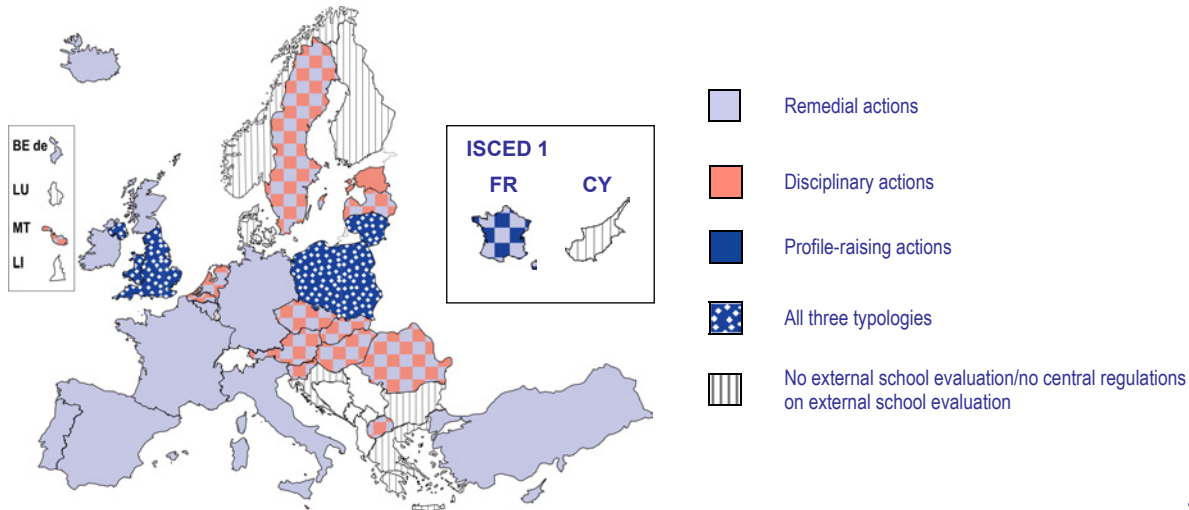 BE de
LU
MT
LI
ISCED 1
FR CY
Remedial actions
Disciplinary actions
Profile-raising actions
All three typologies
No external school evaluation/no central regulations
on external school evaluation